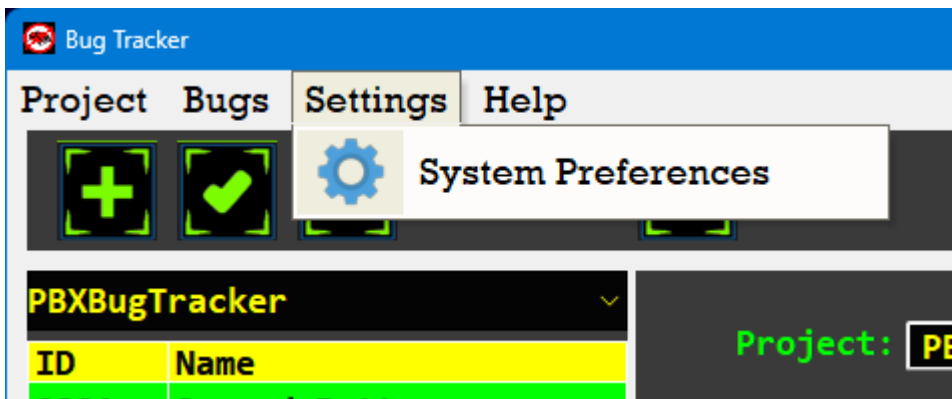 Bug Tracker
Project Bugs Settings Help
System Preferences
PBXBugTracker
Project:
ID Name